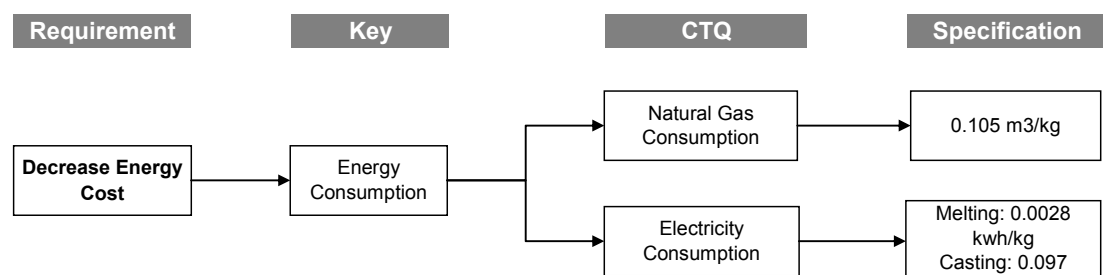 Requirement
Key
CTQ
Specification
Decrease Energy
Cost
Energy
Consumption
Natural Gas
Consumption
0.105 m3/kg
Electricity
Consumption
Melting: 0.0028
kwh/kg
Casting: 0.097